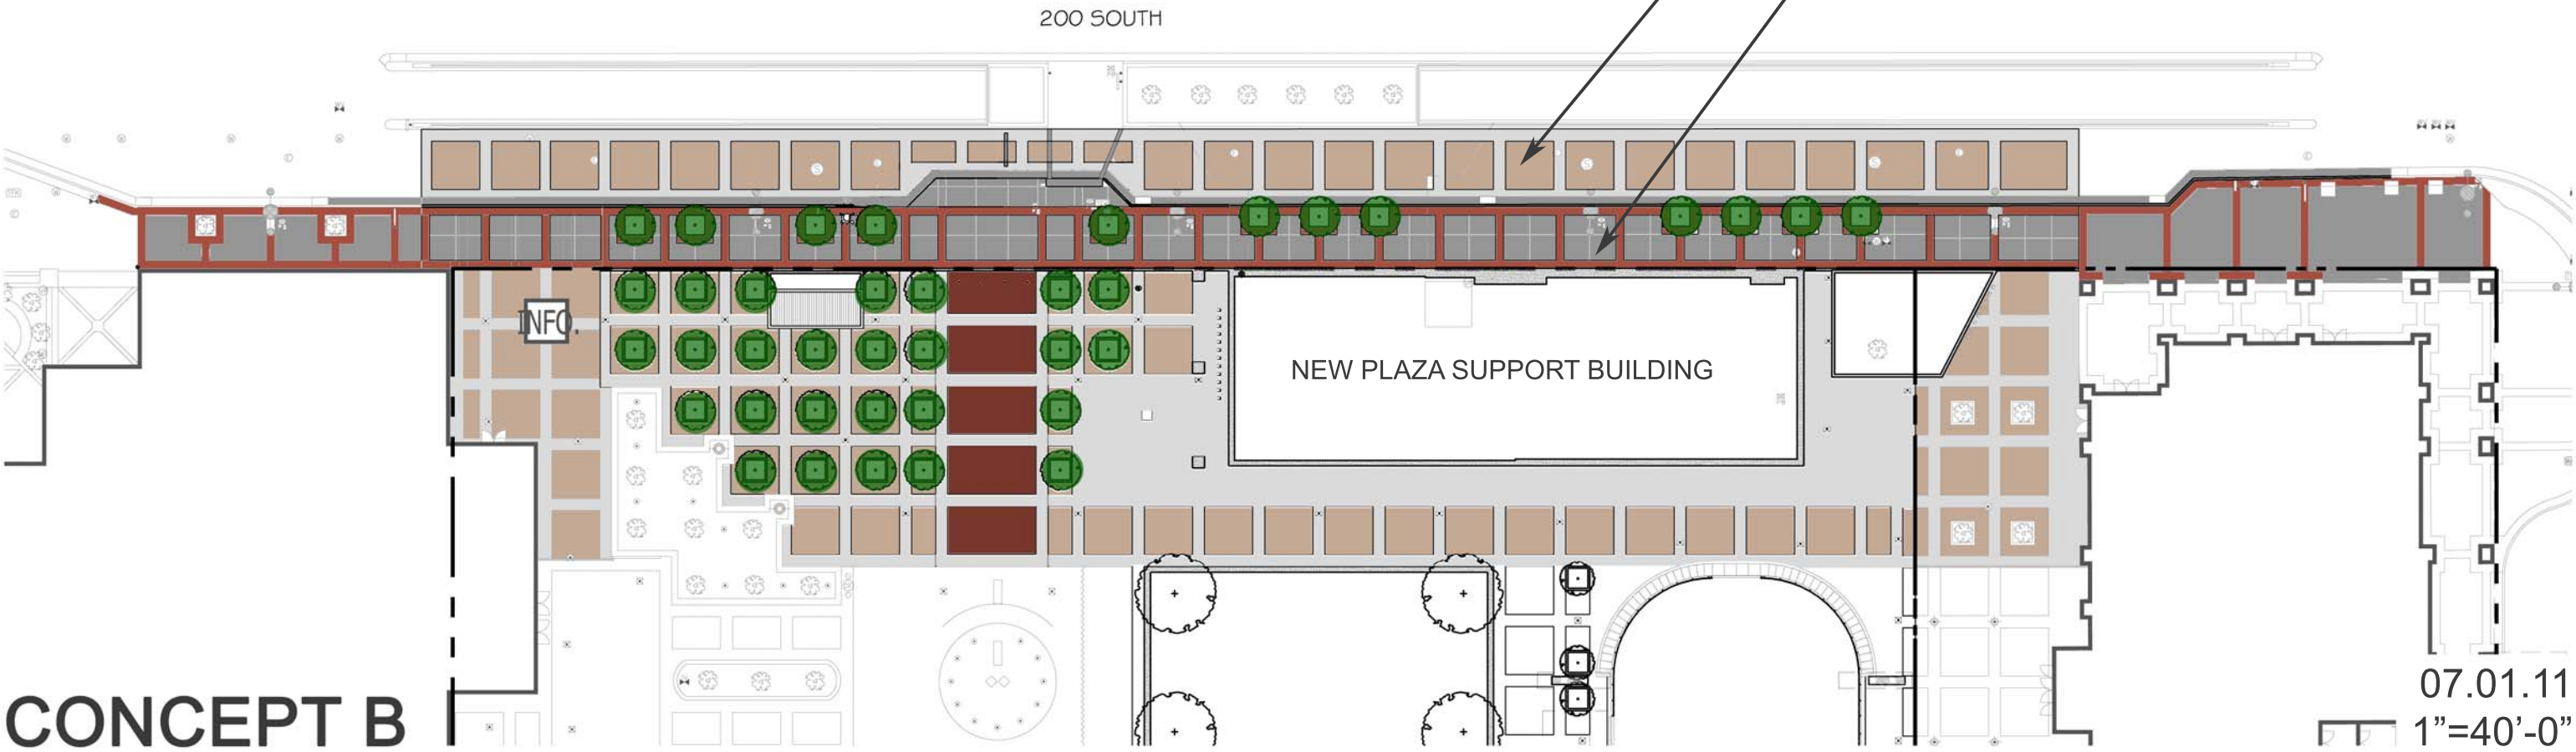 200 SOUTH
INFO.
NEW PLAZA SUPPORT BUILDING
CONCEPT B
07.01.11
1”=40’-0”